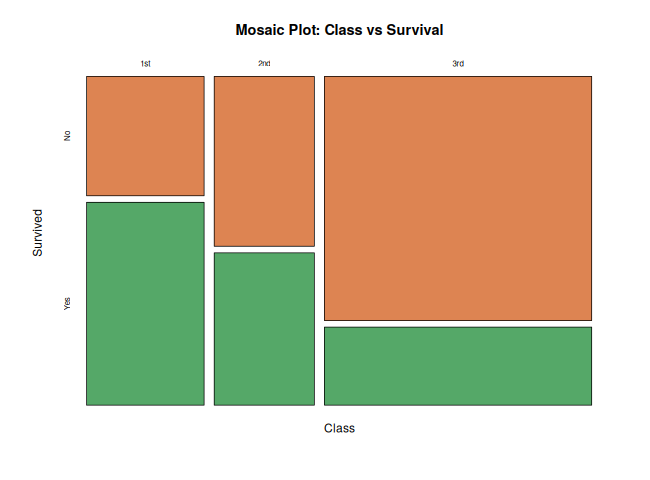 Mosaic Plot: Class vs Survival
1st 2nd 3rd
No
Survived
Yes
Class